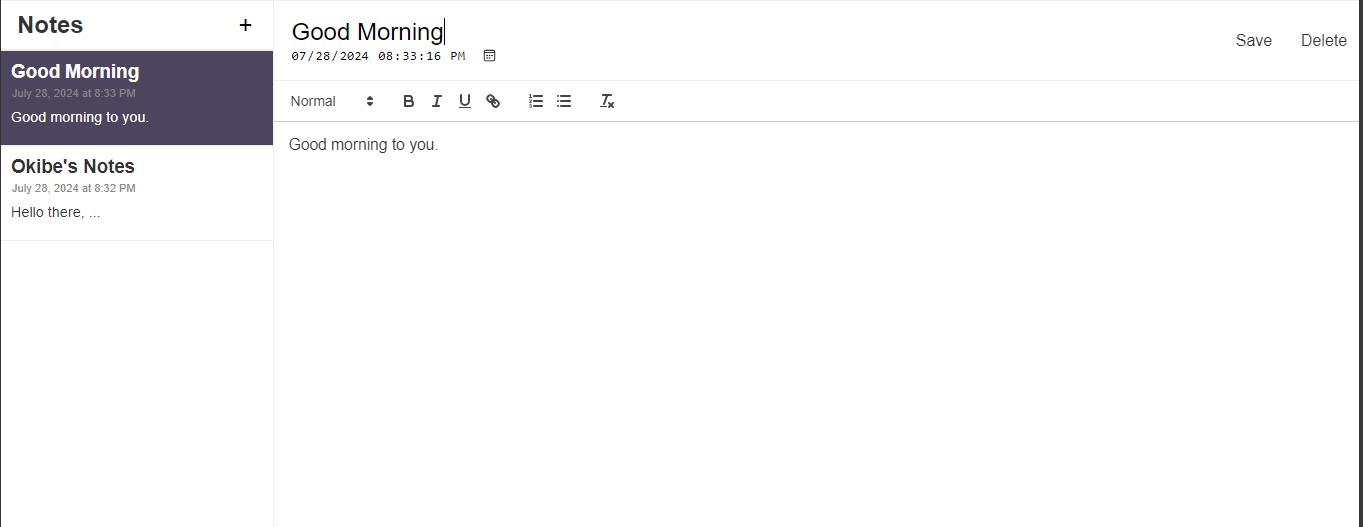 Notes +
Good Morning
July 28, 2024 at 8:33 PM
Good morning to you.
Okibe's Notes
July 28, 2024 at 8:32 PM
Hello there, ...
Good Morning
07/28/2024 08:33:16 PM
Save Delete
Normal B I U
Good morning to you.